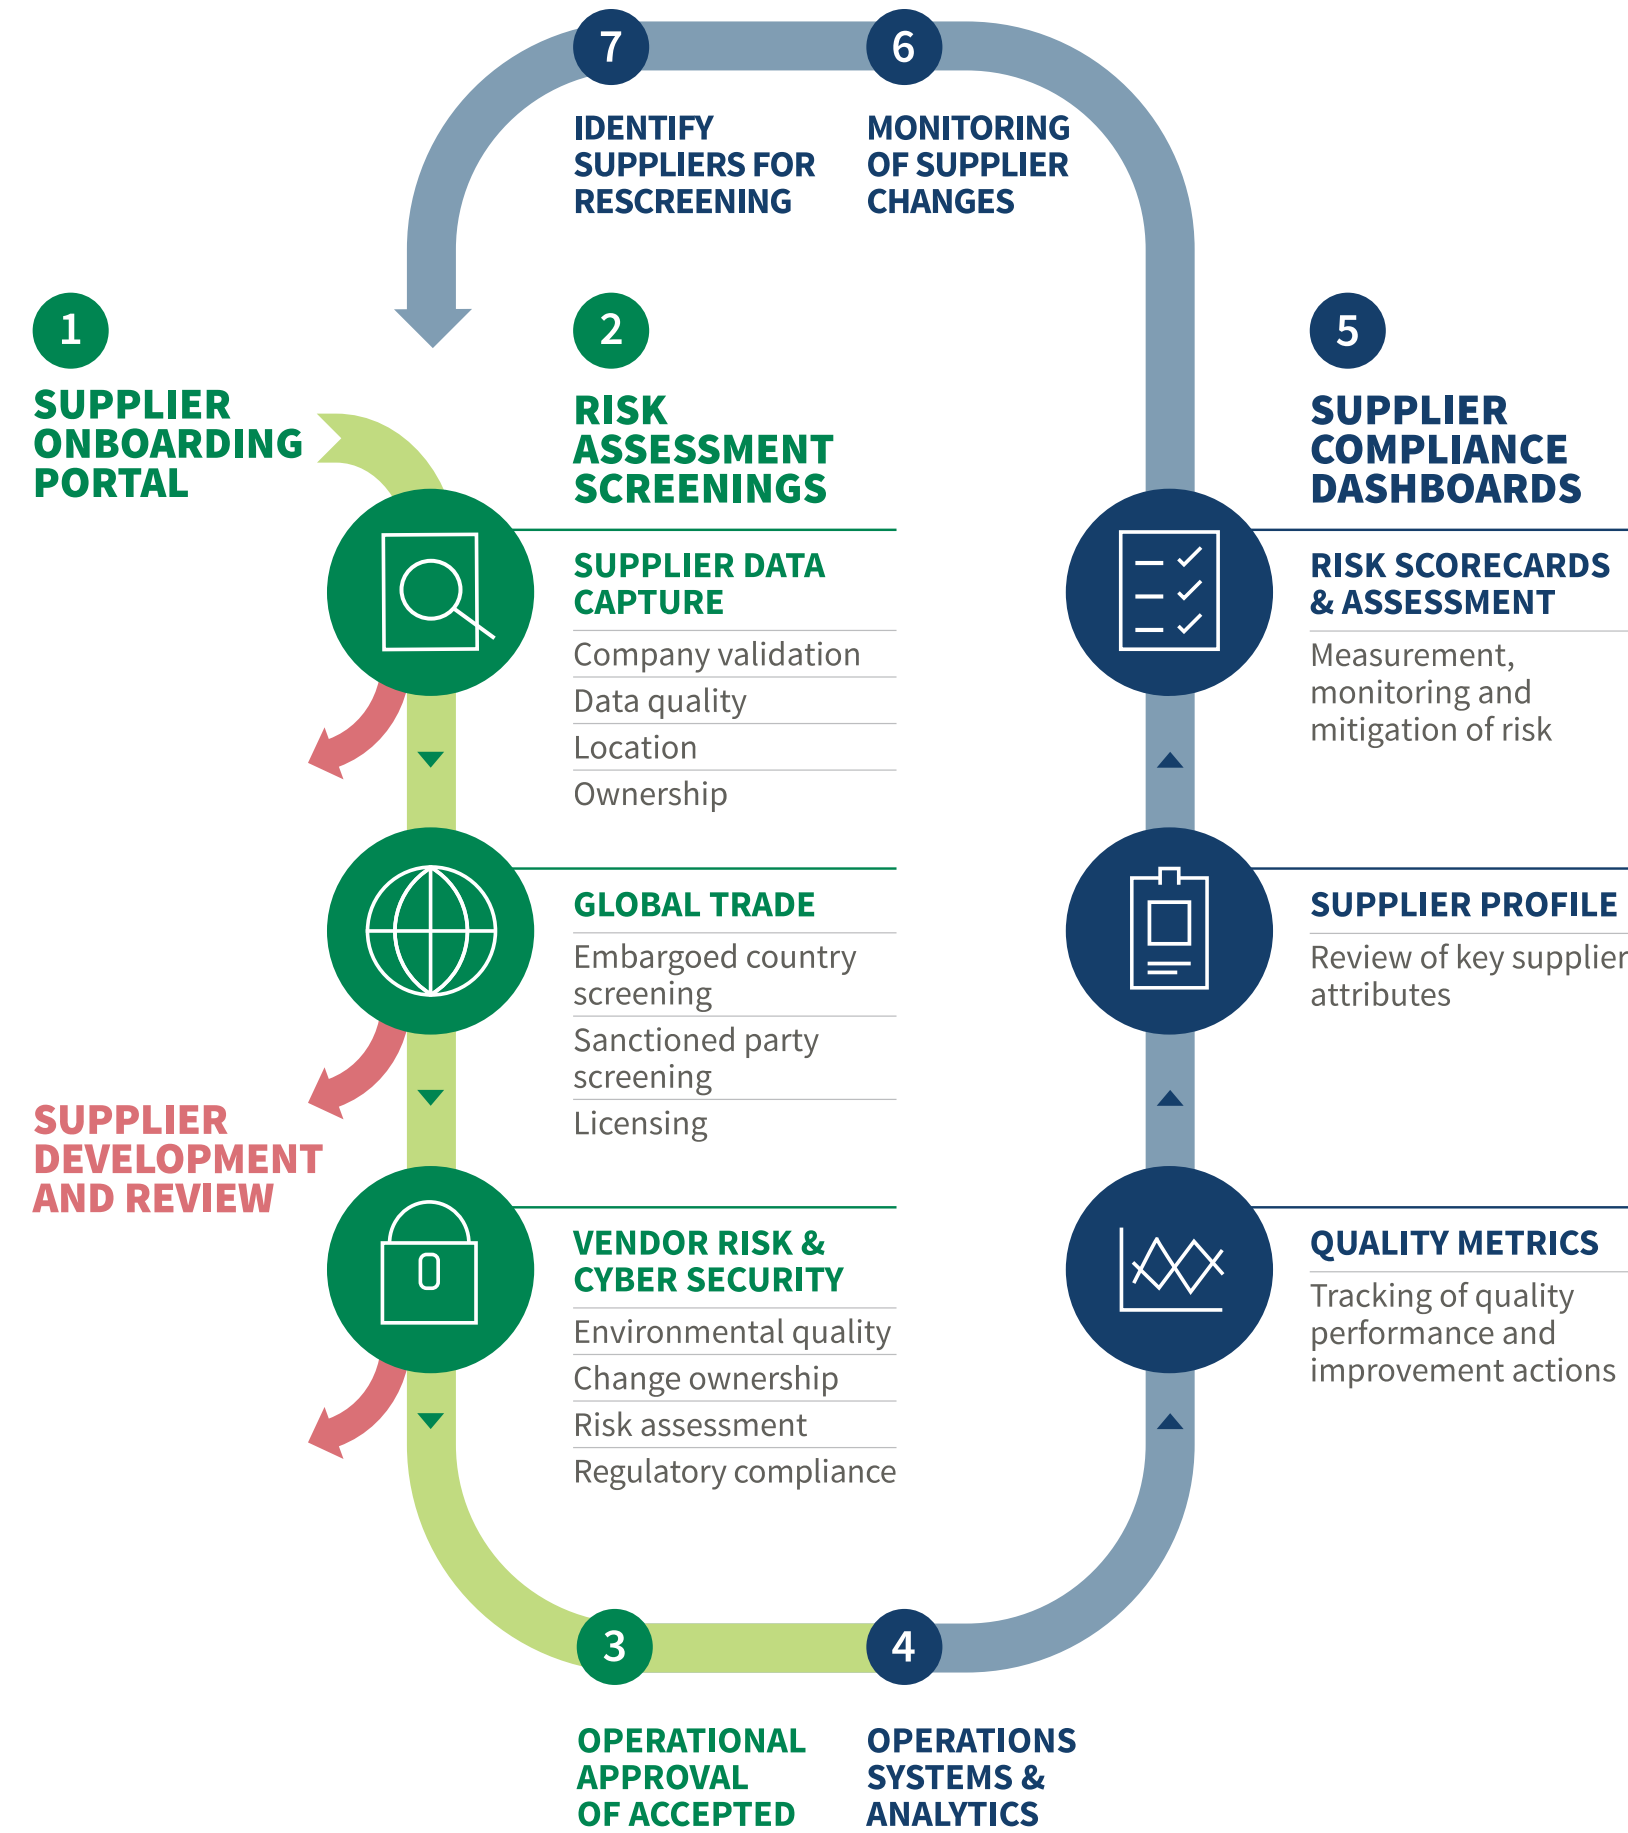 7
IDENTIFY
SUPPLIERS FOR
RESCREENING
6
MONITORING
OF SUPPLIER
CHANGES
1
SUPPLIER
ONBOARDING
PORTAL
2
RISK
ASSESSMENT
SCREENINGS
SUPPLIER DATA
CAPTURE
Company validation
Data quality
Location
Ownership
GLOBAL TRADE
Embargoed country
screening
Sanctioned party
screening
Licensing
SUPPLIER
DEVELOPMENT
AND REVIEW
VENDOR RISK &
CYBER SECURITY
Environmental quality
Change ownership
Risk assessment
Regulatory compliance
3
OPERATIONAL
APPROVAL
OF ACCEPTED
4
OPERATIONS
SYSTEMS &
ANALYTICS
5
SUPPLIER
COMPLIANCE
DASHBOARDS
RISK SCORECARDS
& ASSESSMENT
Measurement,
monitoring and
mitigation of risk
SUPPLIER PROFILE
Review of key supplier
attributes
QUALITY METRICS
Tracking of quality
performance and
improvement actions